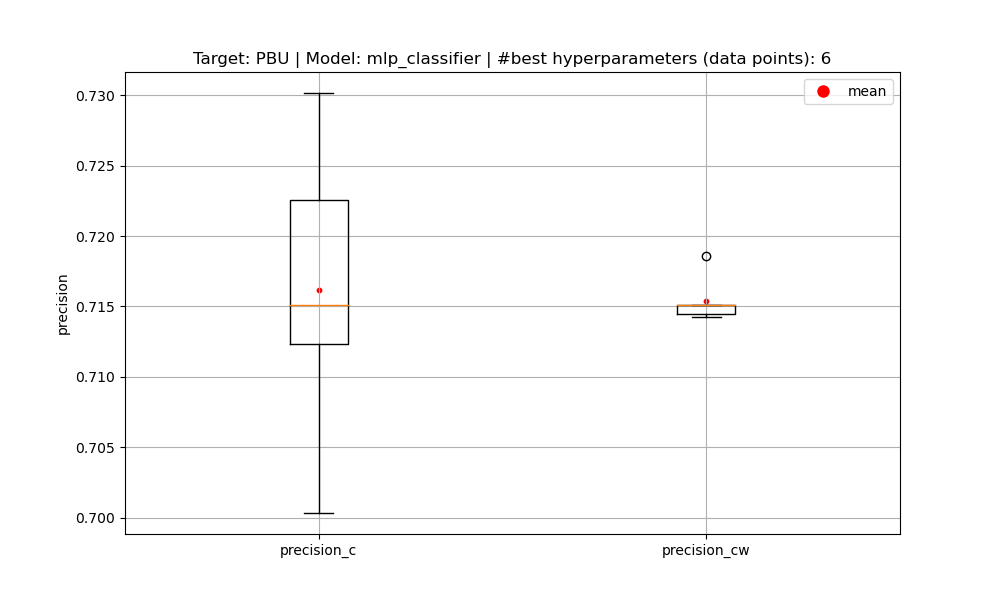 Target: PBU | Model: mlp_classifier | #best hyperparameters (data points): 6
mean
0.730
0.725
0.720
0.715
0.710
0.705
0.700
precision
precision_c
precision_cw